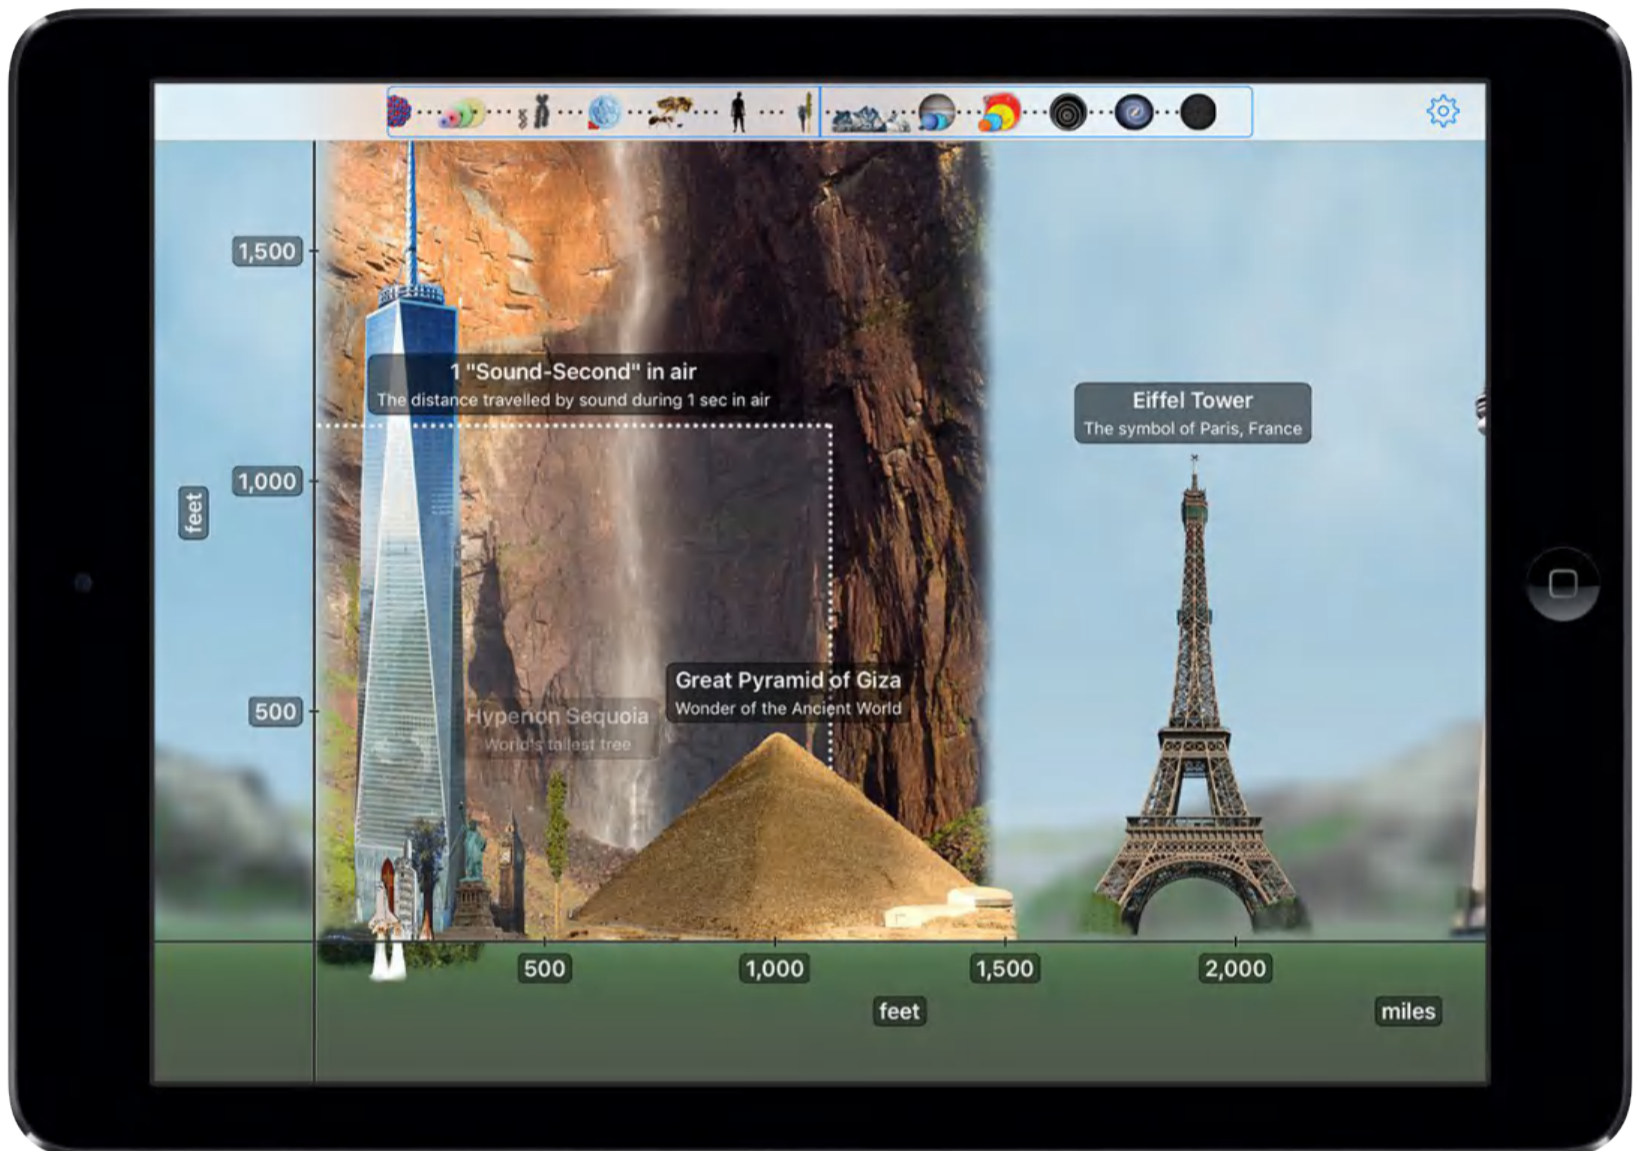 1,500
1 "Sound-Second" in air
The distance travelled by sound during 1 sec in air
Eiffel Tower
The symbol of Paris, France
1,000
feet
Great Pyramid of Giza
Wonder of the Ancient World
500
Hyperion Sequoia
World's tallest tree
500
1,000
1,500
2,000
feet
miles